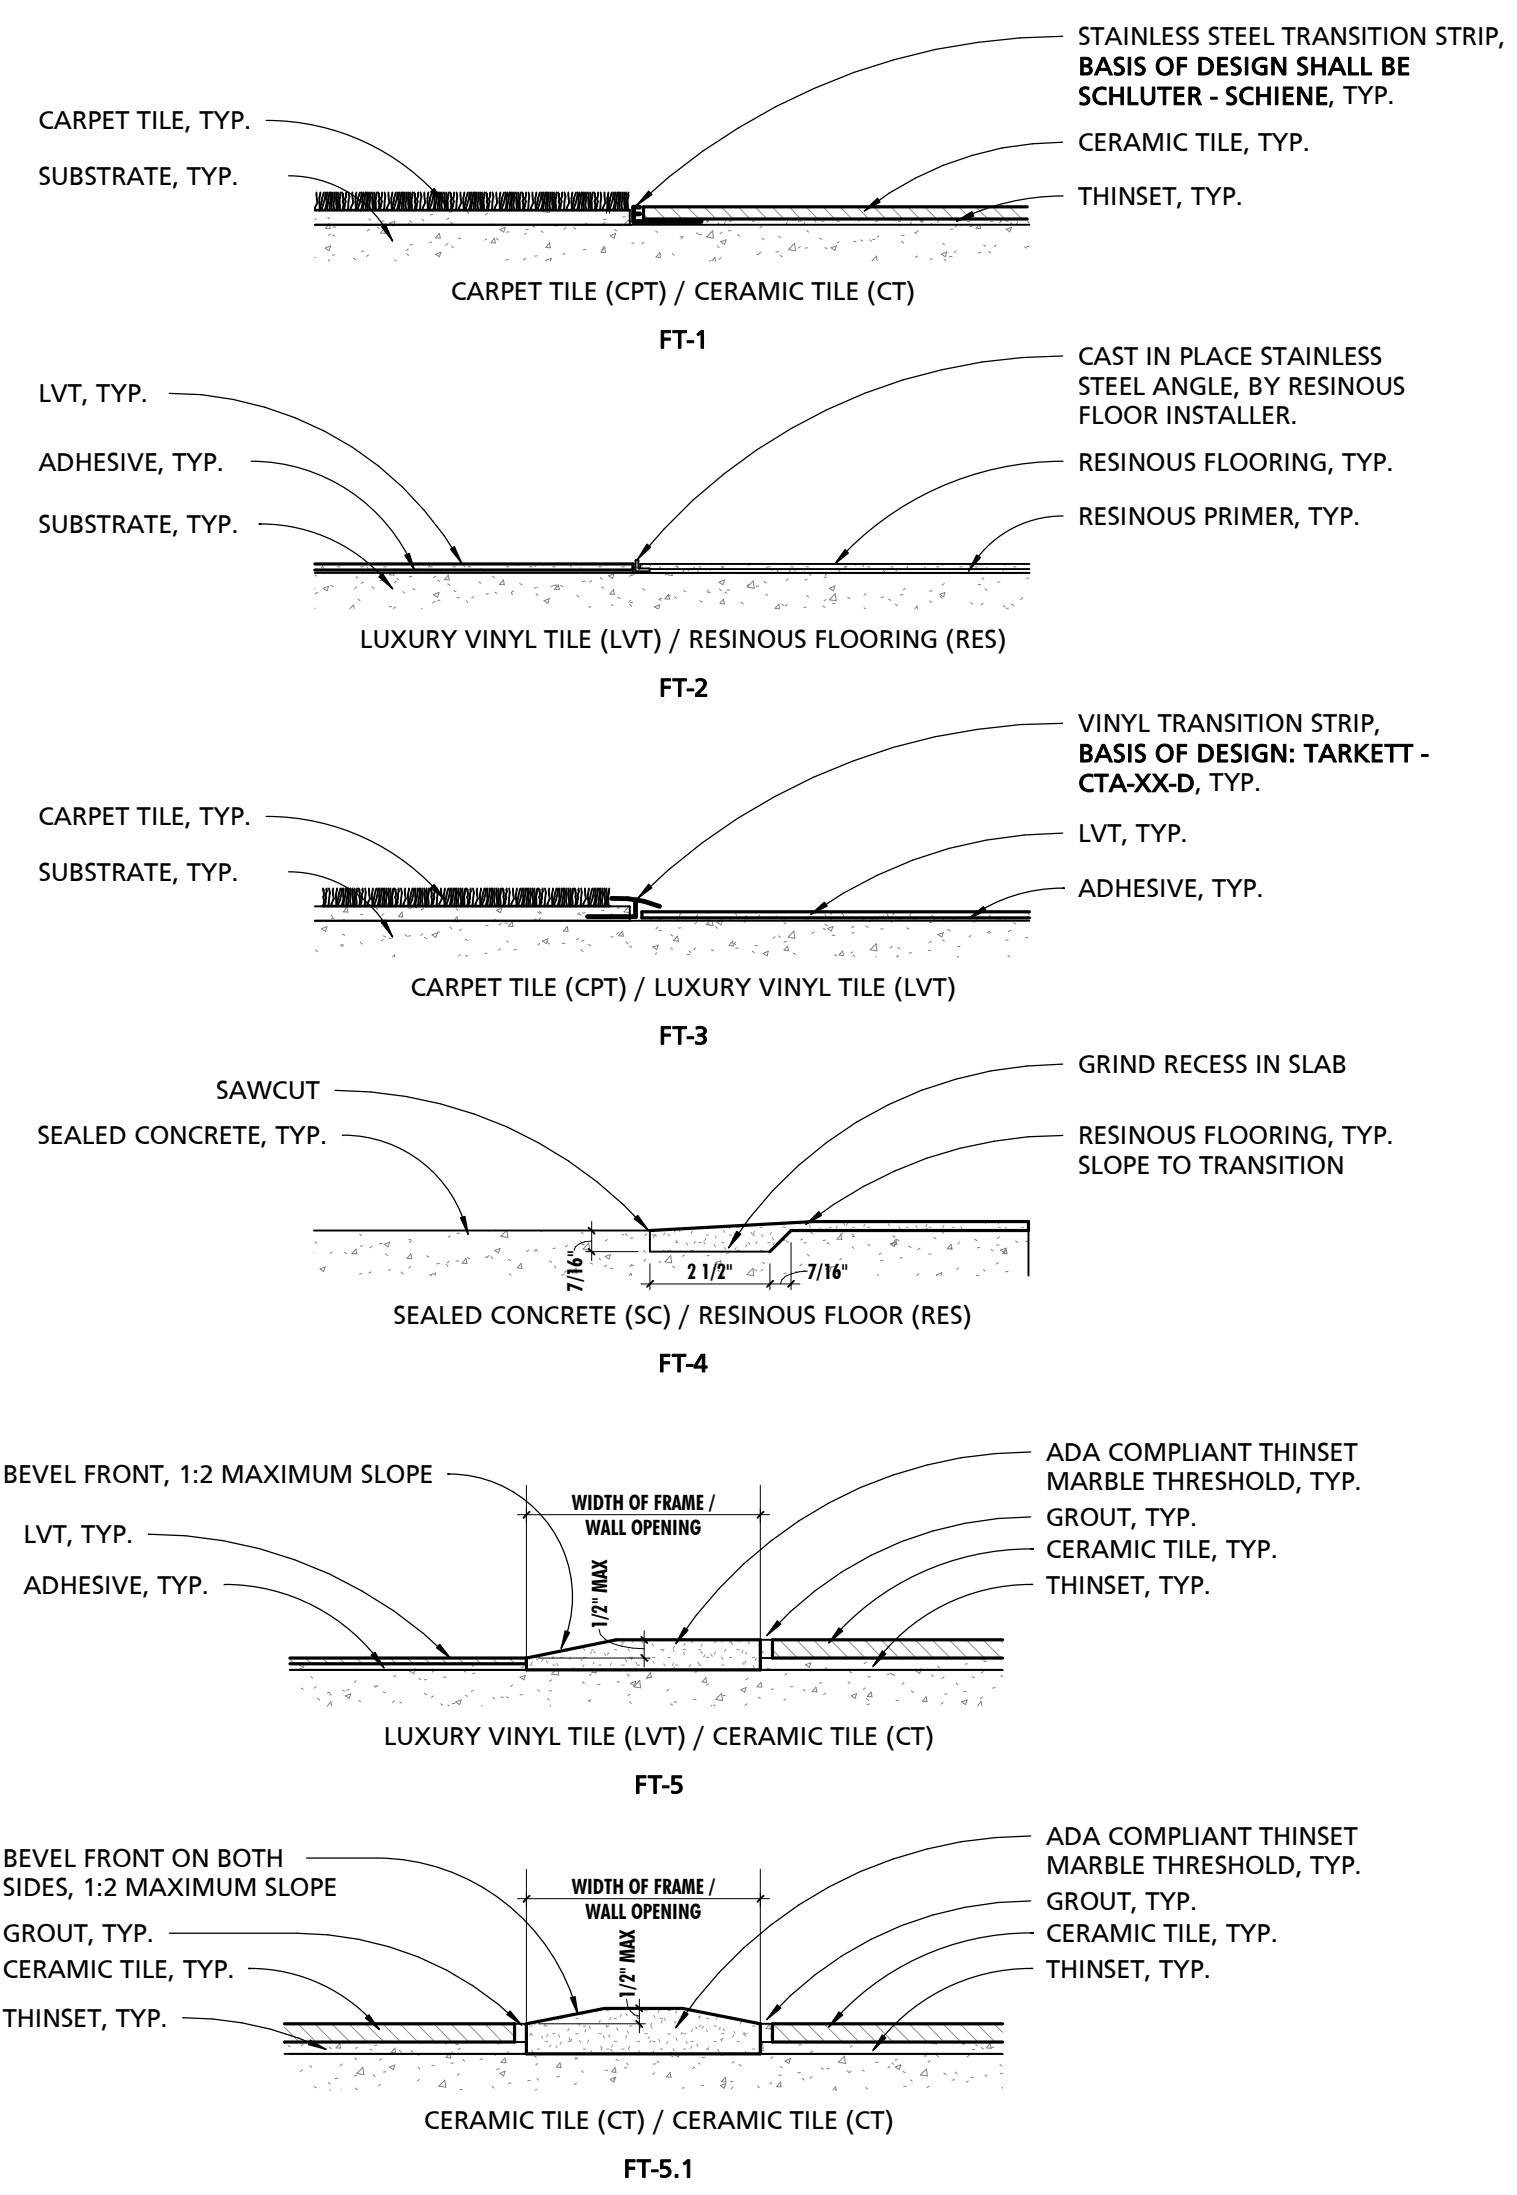 STAINLESS STEEL TRANSITION STRIP,
BASIS OF DESIGN SHALL BE
SCHLUTER - SCHIENE, TYP.
CARPET TILE, TYP.
CERAMIC TILE, TYP.
SUBSTRATE, TYP.
THINSET, TYP.
CARPET TILE (CPT) / CERAMIC TILE (CT)
FT-1
CAST IN PLACE STAINLESS
STEEL ANGLE, BY RESINOUS
FLOOR INSTALLER.
LVT, TYP.
ADHESIVE, TYP.
RESINOUS FLOORING, TYP.
SUBSTRATE, TYP.
RESINOUS PRIMER, TYP.
LUXURY VINYL TILE (LVT) / RESINOUS FLOORING (RES)
FT-2
VINYL TRANSITION STRIP,
BASIS OF DESIGN: TARKETT -
CTA-XX-D, TYP.
CARPET TILE, TYP.
LVT, TYP.
SUBSTRATE, TYP.
ADHESIVE, TYP.
CARPET TILE (CPT) / LUXURY VINYL TILE (LVT)
FT-3
GRIND RECESS IN SLAB
SAWCUT
SEALED CONCRETE, TYP.
RESINOUS FLOORING, TYP.
SLOPE TO TRANSITION
7/16"
2 1/2"
7/16"
SEALED CONCRETE (SC) / RESINOUS FLOOR (RES)
FT-4
ADA COMPLIANT THINSET
MARBLE THRESHOLD, TYP.
BEVEL FRONT, 1:2 MAXIMUM SLOPE
WIDTH OF FRAME /
WALL OPENING
GROUT, TYP.
LVT, TYP.
CERAMIC TILE, TYP.
ADHESIVE, TYP.
THINSET, TYP.
1/2" MAX
LUXURY VINYL TILE (LVT) / CERAMIC TILE (CT)
FT-5
ADA COMPLIANT THINSET
MARBLE THRESHOLD, TYP.
BEVEL FRONT ON BOTH
SIDES, 1:2 MAXIMUM SLOPE
WIDTH OF FRAME /
WALL OPENING
GROUT, TYP.
GROUT, TYP.
CERAMIC TILE, TYP.
CERAMIC TILE, TYP.
THINSET, TYP.
1/2" MAX
THINSET, TYP.
CERAMIC TILE (CT) / CERAMIC TILE (CT)
FT-5.1